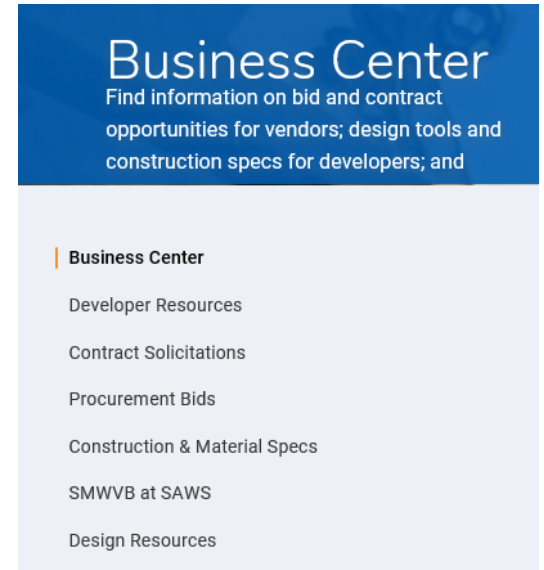 Business Center
Find information on bid and contract
opportunities for vendors; design tools and
construction specs for developers; and
Business Center
Developer Resources
Contract Solicitations
Procurement Bids
Construction & Material Specs
SMWVB at SAWS
Design Resources